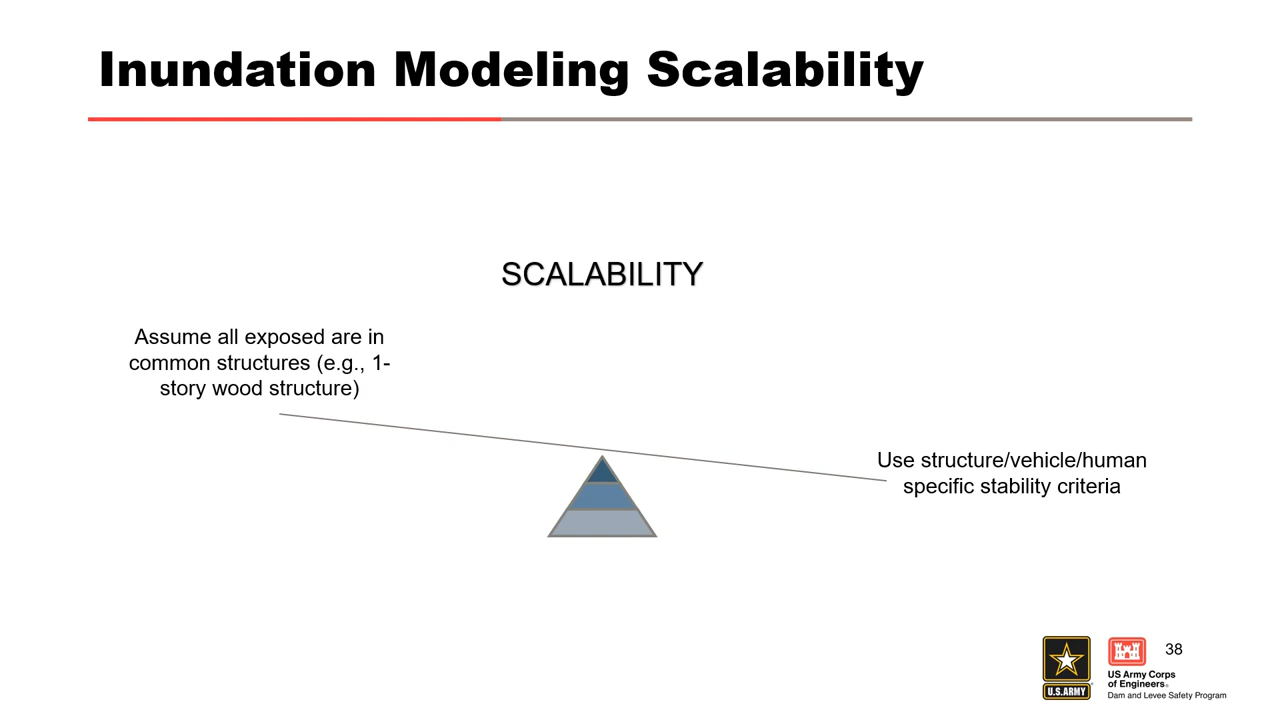 Inundation Modeling Scalability
SCALABILITY
Assume all exposed are in
common structures (e.g., 1-
story wood structure)
Use structure/vehicle/human
specific stability criteria
U.S.ARMY
US Army Corps
of Engineers®
Dam and Levee Safety Program
38